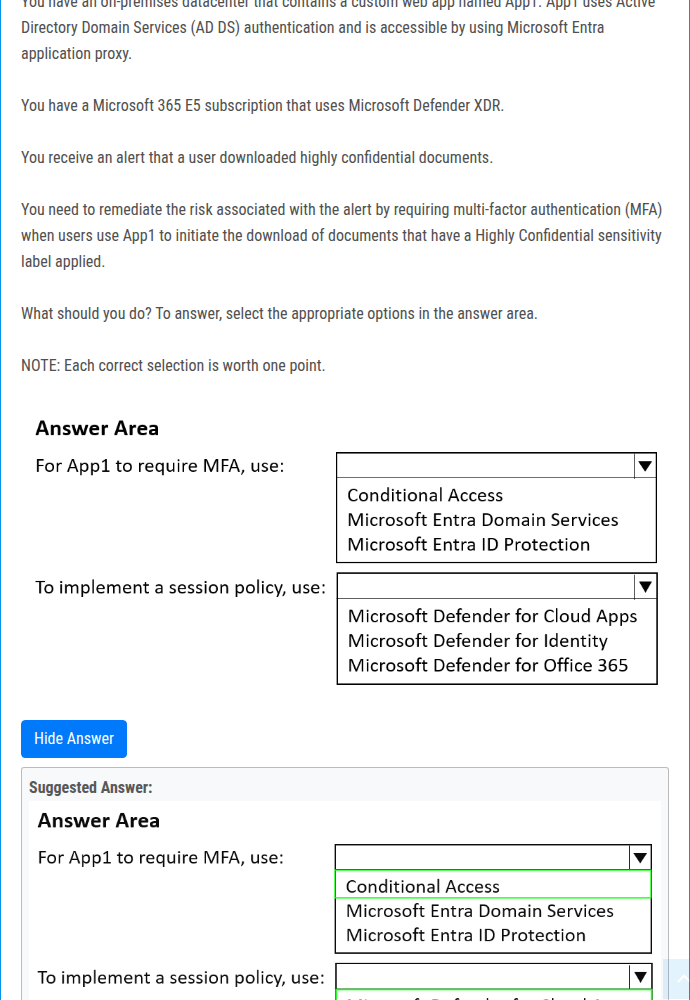 You have an on-premises datacenter that contains a custom web app named App1. App1 uses Active
Directory Domain Services (AD DS) authentication and is accessible by using Microsoft Entra
application proxy.
You have a Microsoft 365 E5 subscription that uses Microsoft Defender XDR.
You receive an alert that a user downloaded highly confidential documents.
You need to remediate the risk associated with the alert by requiring multi-factor authentication (MFA)
when users use App1 to initiate the download of documents that have a Highly Confidential sensitivity
label applied.
What should you do? To answer, select the appropriate options in the answer area.
NOTE: Each correct selection is worth one point.
Answer Area
For App1 to require MFA, use:
Conditional Access
Microsoft Entra Domain Services
Microsoft Entra ID Protection
To implement a session policy, use:
Microsoft Defender for Cloud Apps
Microsoft Defender for Identity
Microsoft Defender for Office 365
Hide Answer
Suggested Answer:
Answer Area
For App1 to require MFA, use:
Conditional Access
Microsoft Entra Domain Services
Microsoft Entra ID Protection
To implement a session policy, use: